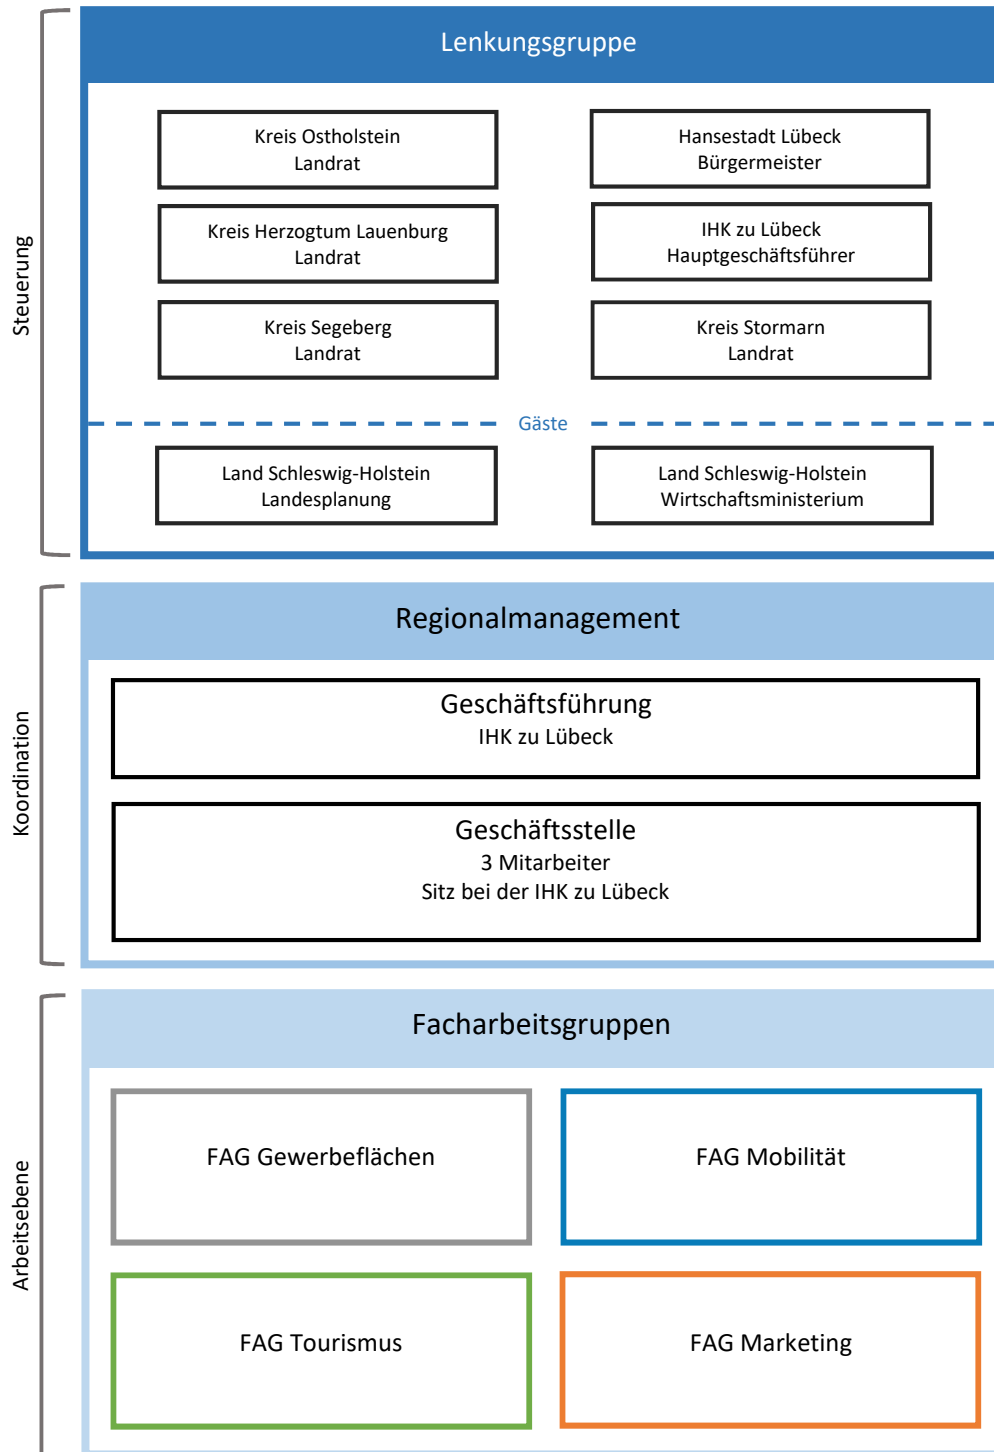 Steuerung
Lenkungsgruppe
Kreis Ostholstein
Landrat
Hansestadt Lübeck
Bürgermeister
Kreis Herzogtum Lauenburg
Landrat
IHK zu Lübeck
Hauptgeschäftsführer
Kreis Segeberg
Landrat
Kreis Stormarn
Landrat
Gäste
Land Schleswig-Holstein
Landesplanung
Land Schleswig-Holstein
Wirtschaftsministerium
Koordination
Regionalmanagement
Geschäftsführung
IHK zu Lübeck
Geschäftsstelle
3 Mitarbeiter
Sitz bei der IHK zu Lübeck
Arbeitsebene
Facharbeitsgruppen
FAG Gewerbeflächen
FAG Mobilität
FAG Tourismus
FAG Marketing